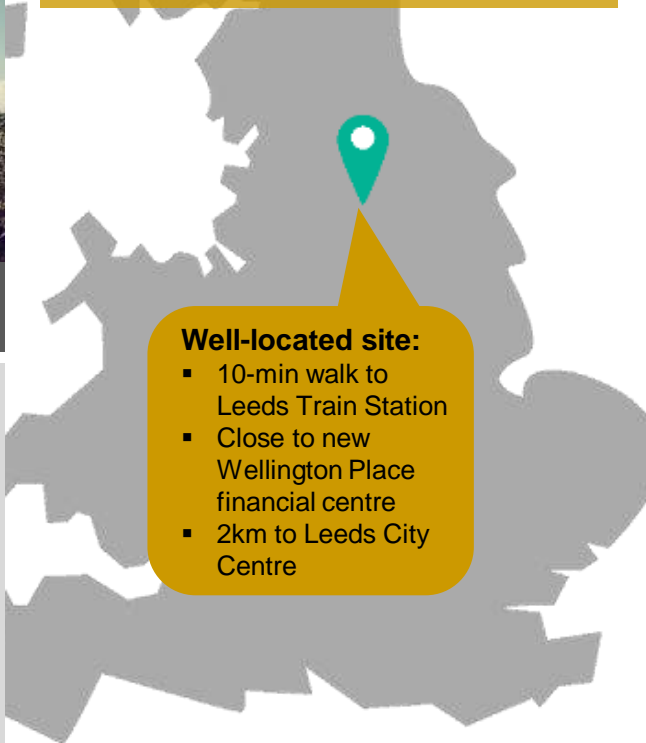 Well-located site:
▪ 10-min walk to
Leeds Train Station
▪ Close to new
Wellington Place
financial centre
▪ 2km to Leeds City
Centre